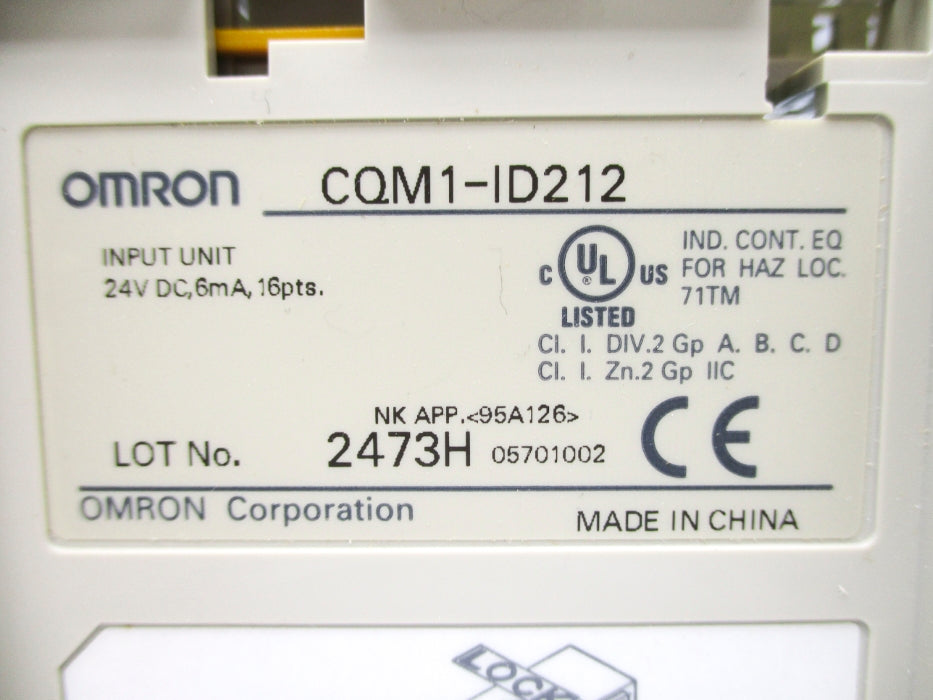 OMRON CQM1-ID212
INPUT UNIT
24V DC,6mA,16pts.
C UL ® US
LISTED
IND. CONT. EQ
FOR HAZ LOC.
71TM
Cl. I. DIV.2 Gp A. B. C. D
Cl. I. Zn.2 Gp IIC
NK APP.<95A126>
LOT No. 2473H 05701002
CE
OMRON Corporation
MADE IN CHINA
LOCK